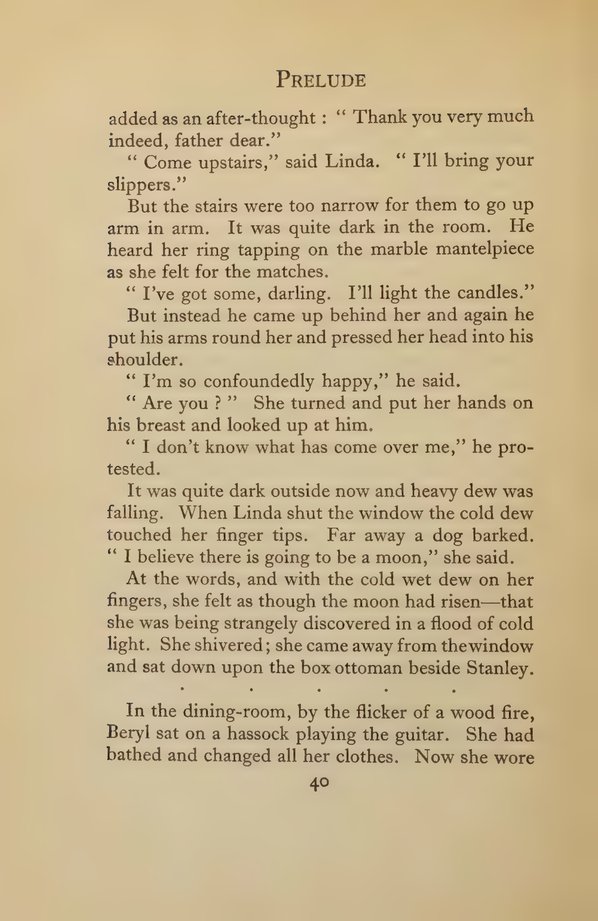 PRELUDE
added as an after-thought : “ Thank you very much
indeed, father dear.”
“ Come upstairs,” said Linda. “ I’ll bring your
slippers.”
But the stairs were too narrow for them to go up
arm in arm. It was quite dark in the room. He
heard her ring tapping on the marble mantelpiece
as she felt for the matches.
“ I’ve got some, darling. I’ll light the candles.”
But instead he came up behind her and again he
put his arms round her and pressed her head into his
shoulder.
“ I’m so confoundedly happy,” he said.
“ Are you ? ” She turned and put her hands on
his breast and looked up at him.
“ I don’t know what has come over me,” he pro-
tested.
It was quite dark outside now and heavy dew was
falling. When Linda shut the window the cold dew
touched her finger tips. Far away a dog barked.
“ I believe there is going to be a moon,” she said.
At the words, and with the cold wet dew on her
fingers, she felt as though the moon had risen—that
she was being strangely discovered in a flood of cold
light. She shivered ; she came away from the window
and sat down upon the box ottoman beside Stanley.
. . . . .
In the dining-room, by the flicker of a wood fire,
Beryl sat on a hassock playing the guitar. She had
bathed and changed all her clothes. Now she wore
40